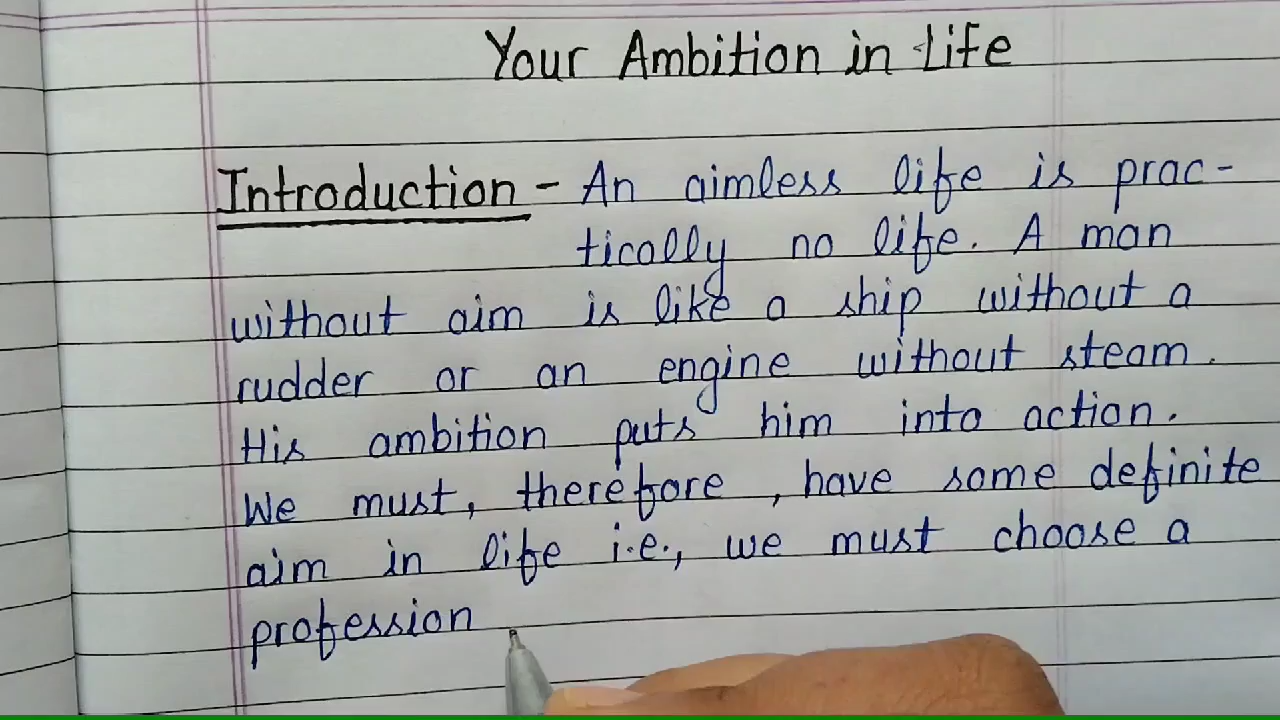 Your Ambition in Life
Introduction - An aimless life is prac-
tically no life. A man
without aim is like a ship without a
rudder or an engine without steam.
His ambition puts him into action.
We must, therefore, have some definite
aim in life i.e., we must choose a
profession